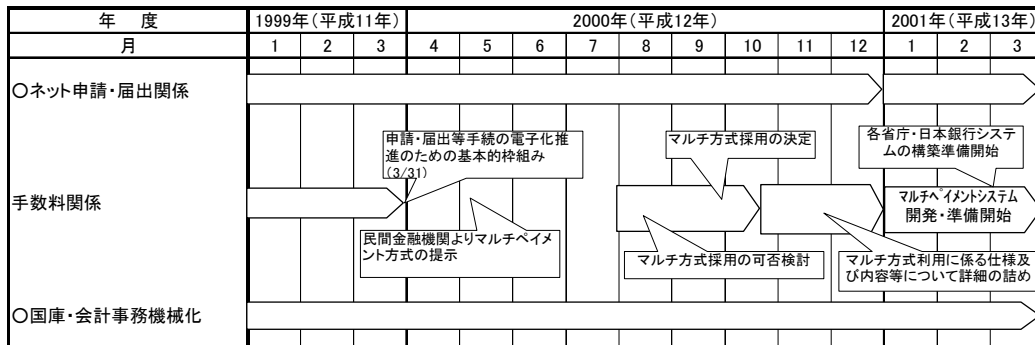 年　度 1999年(平成11年) 2000年(平成12年) 2001年(平成13年)
月 1 2 3 4 5 6 7 8 9 10 11 12 1 2 3
○ネット申請・届出関係
申請・届出等手続の電子化推
進のための基本的枠組み
(3/31)
マルチ方式採用の決定
各省庁・日本銀行システ
ムの構築準備開始
手数料関係
マルチペイメントシステム
開発・準備開始
民間金融機関よりマルチペイメ
ント方式の提示
マルチ方式採用の可否検討
マルチ方式利用に係る仕様及
び内容等について詳細の詰め
○国庫・会計事務機械化